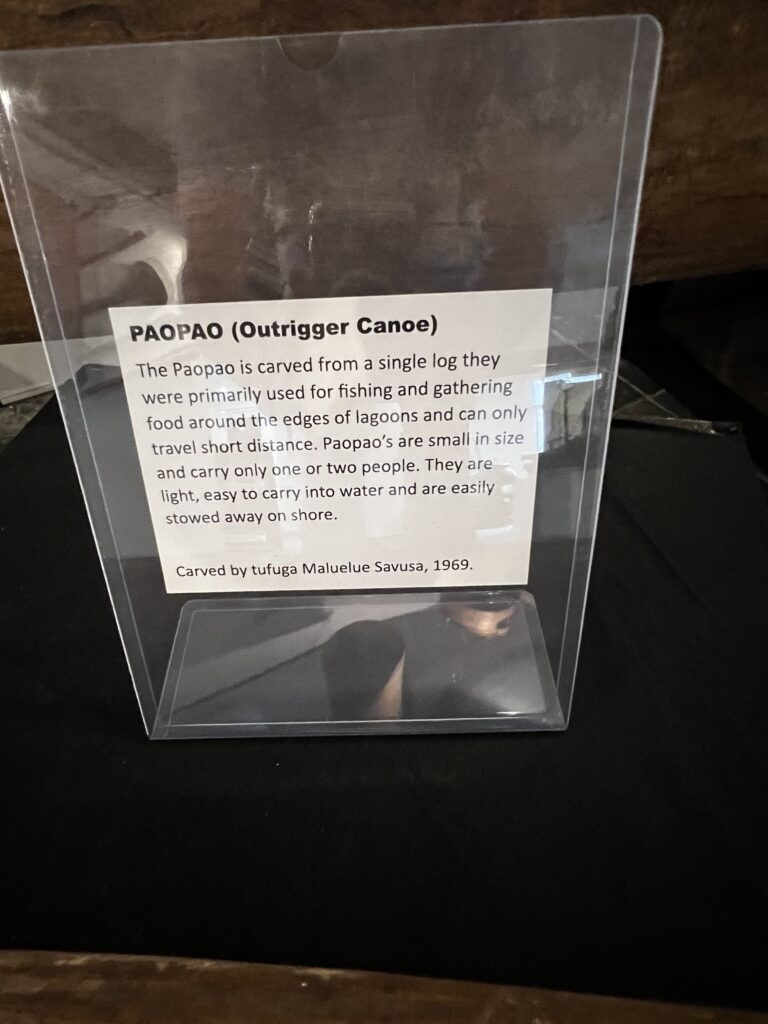 PAOPAO (Outrigger Canoe)
The Paopao is carved from a single log they
were primarily used for fishing and gathering
food around the edges of lagoons and can only
travel short distance. Paopao's are small in size
and carry only one or two people. They are
light, easy to carry into water and are easily
stowed away on shore.
Carved by tufuga Maluelue Savusa, 1969.